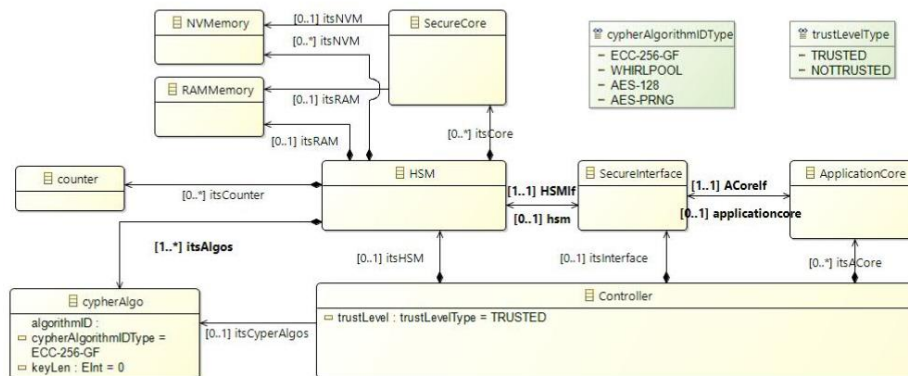 NVMemory
[0..1] itsNVM
SecureCore
[0..*] itsNVM
RAMMemory
[0..1] itsRAM
[0..1] itsRAM
[0..*] itsCore
cypherAlgorithmIDType
– ECC-256-GF
– WHIRLPOOL
– AES-128
– AES-PRNG
trustLevelType
– TRUSTED
– NOTTRUSTED
counter
[0..*] itsCounter
HSM
[1..1] HSMIf
[0..1] hsm
SecureInterface
[1..1] ACoreIf
[0..1] applicationcore
ApplicationCore
[1..*] itsAlgos
[0..1] itsHSM
[0..1] itsInterface
[0..*] itsACore
cypherAlgo
algorithmID :
cypherAlgorithmIDType =
ECC-256-GF
keyLen : EInt = 0
[0..1] itsCyperAlgos
Controller
trustLevel : trustLevelType = TRUSTED